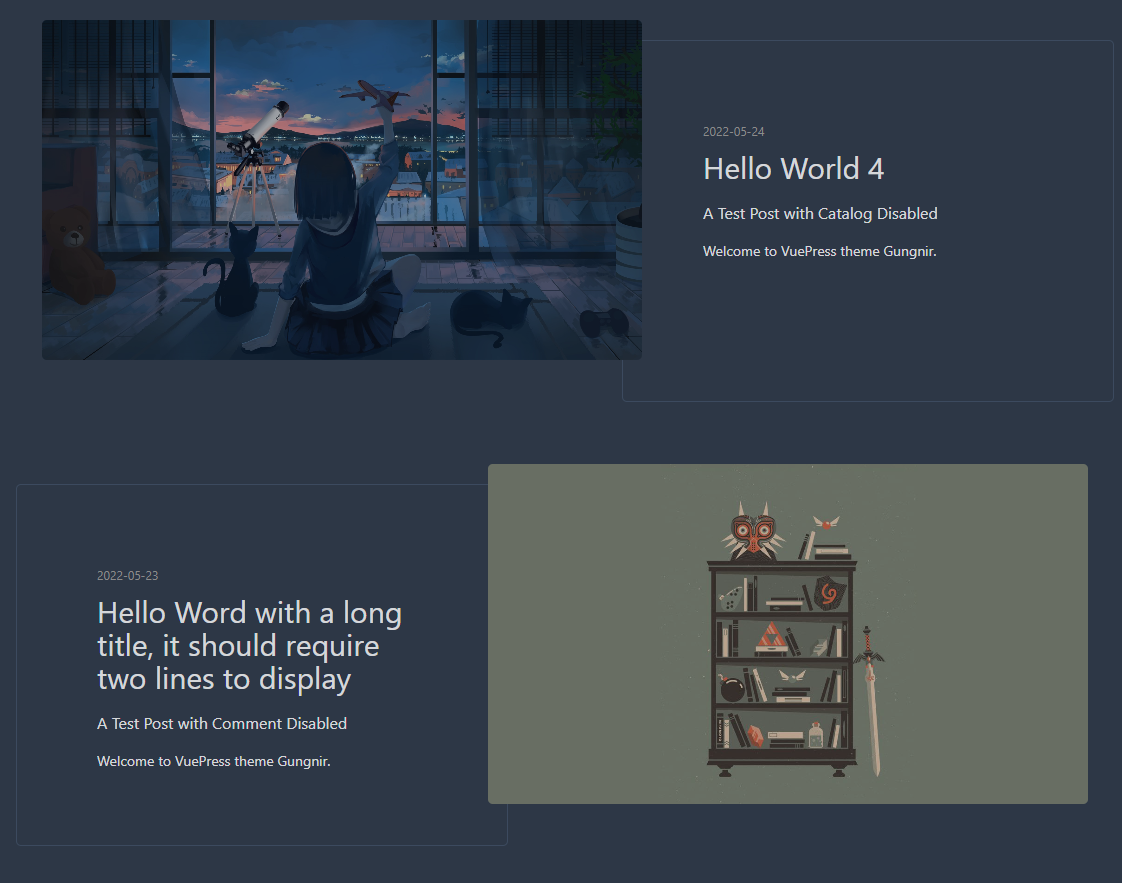 2022-05-24
Hello World 4
A Test Post with Catalog Disabled
Welcome to VuePress theme Gungnir.
2022-05-23
Hello Word with a long
title, it should require
two lines to display
A Test Post with Comment Disabled
Welcome to VuePress theme Gungnir.